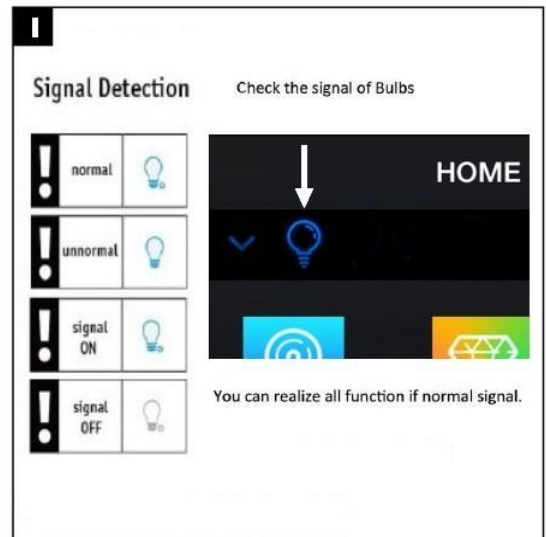 I
Signal Detection
Check the signal of Bulbs
normal
HOME
unnormal
signal
ON
signal
OFF
You can realize all function if normal signal.